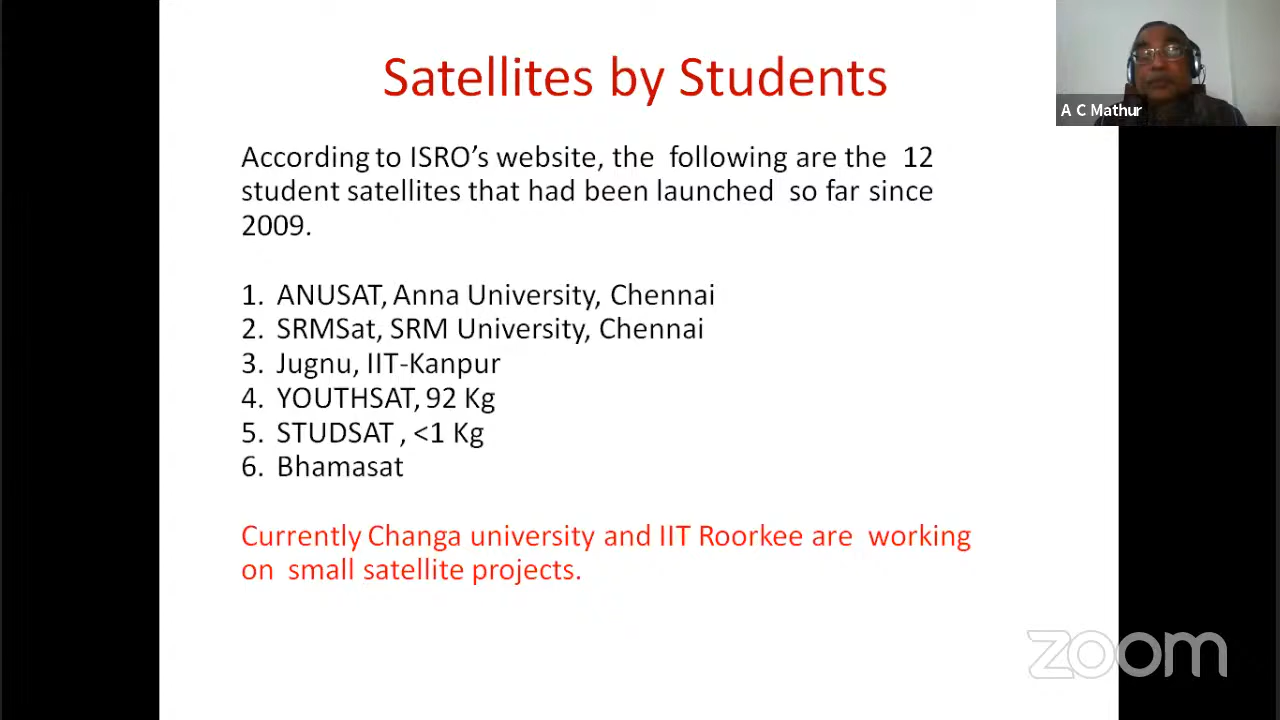 Satellites by Students
A C Mathur
According to ISRO's website, the following are the 12
student satellites that had been launched so far since
2009.
1. ANUSAT, Anna University, Chennai
2. SRMSat, SRM University, Chennai
3. Jugnu, IIT-Kanpur
4. YOUTHSAT, 92 Kg
5. STUDSAT , <1 Kg
6. Bhamasat
Currently Changa university and IIT Roorkee are working
on small satellite projects.
zoom